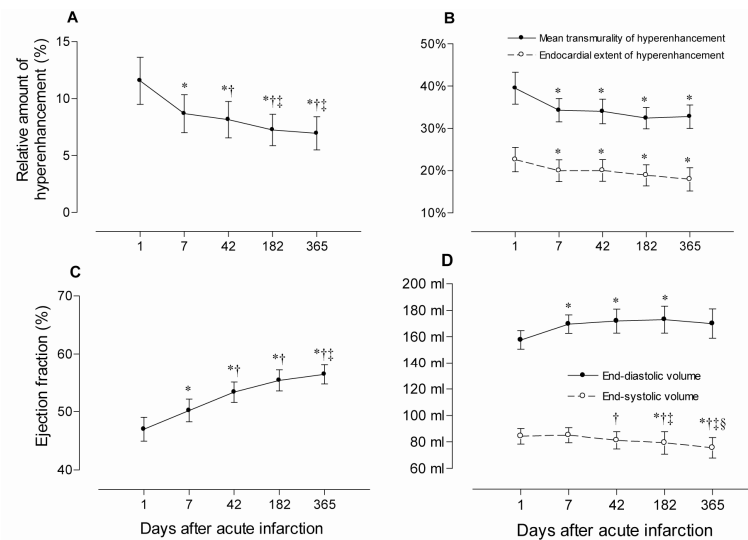 A
Relative amount of
hyperenhancement (%)
15
10
5
0
*
*†
*†‡
*†‡
1 7 42 182 365
B
Mean transmurality of hyperenhancement
Endocardial extent of hyperenhancement
50%
40%
30%
20%
10%
* * * *
* * * *
1 7 42 182 365
C
Ejection fraction (%)
70
60
50
40
*
*†
*†
*†‡
1 7 42 182 365
Days after acute infarction
D
200 ml
180 ml
160 ml
140 ml
120 ml
100 ml
80 ml
60 ml
* * *
End-diastolic volume
End-systolic volume
†
*†‡
*†‡§
1 7 42 182 365
Days after acute infarction